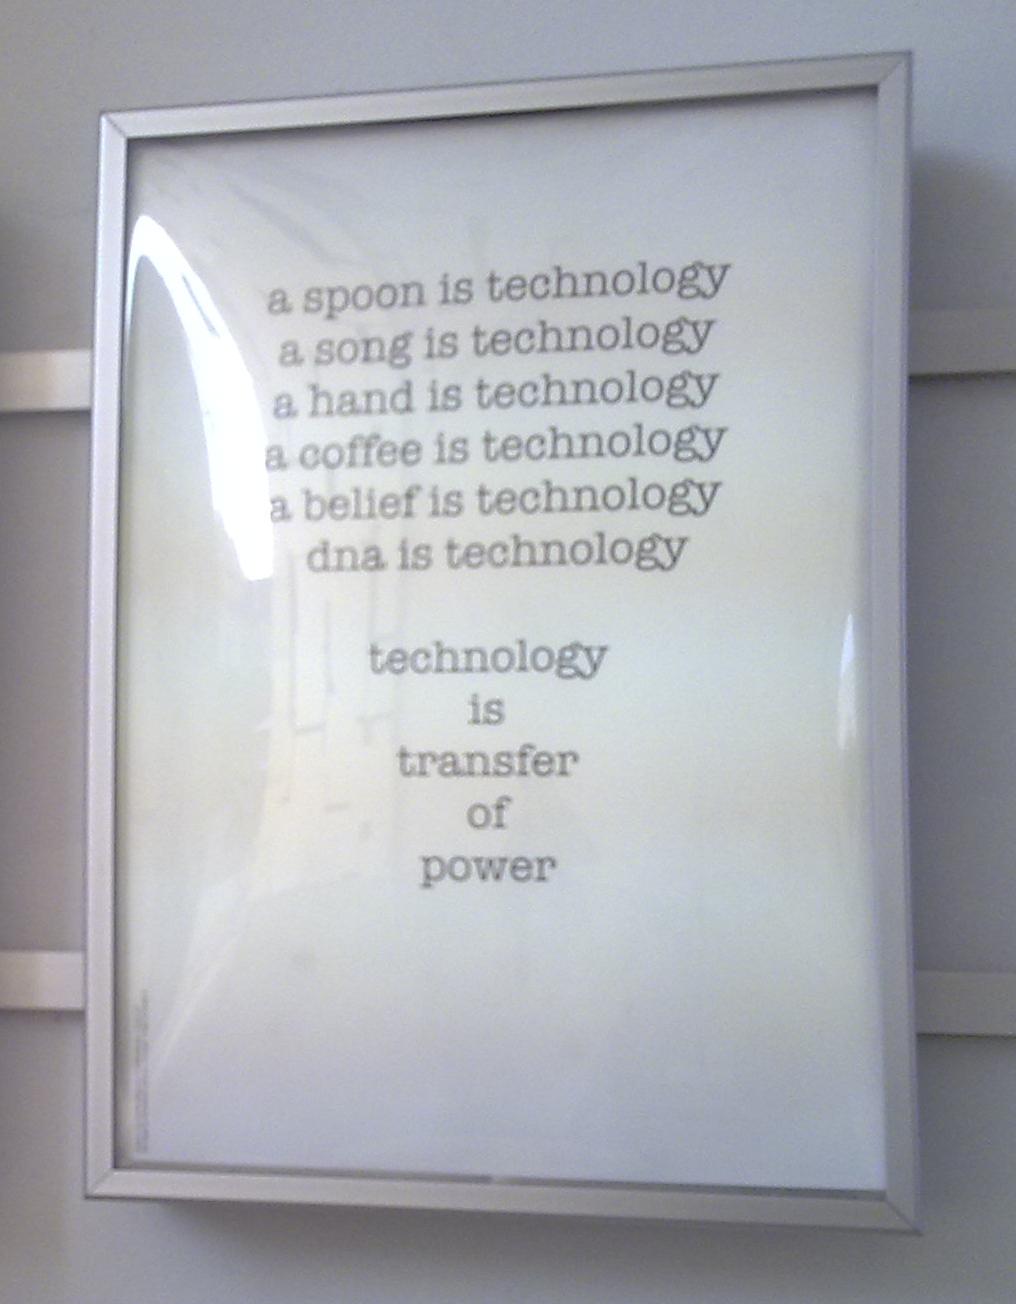 a spoon is technology
a song is technology
a hand is technology
a coffee is technology
a belief is technology
dna is technology
technology
is
transfer
of
power